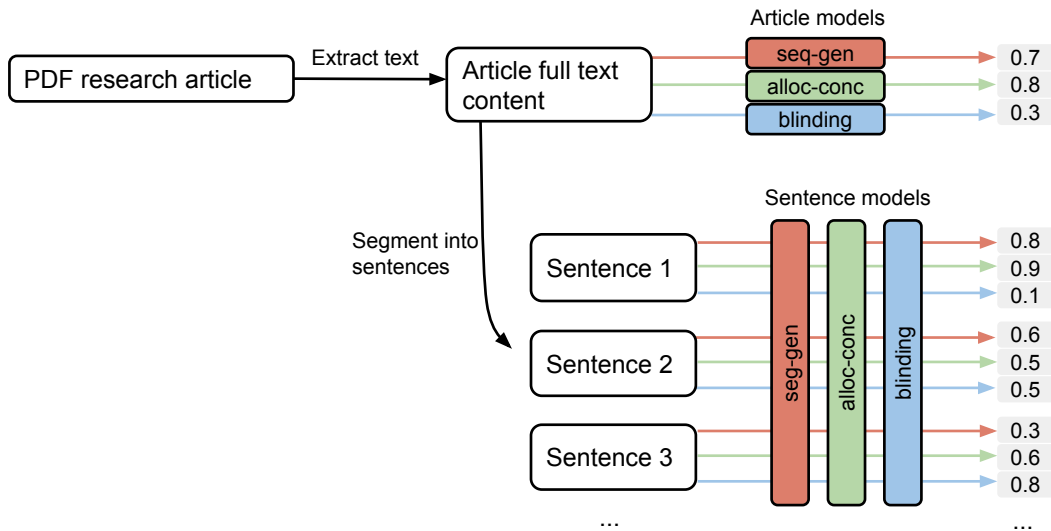 Article models
PDF research article
Extract text
Article full text
content
seq-gen
alloc-conc
blinding
0.7
0.8
0.3
Segment into
sentences
Sentence models
Sentence 1
Sentence 2
Sentence 3
...
seg-gen
alloc-conc
blinding
0.8
0.9
0.1
0.6
0.5
0.5
0.3
0.6
0.8
...